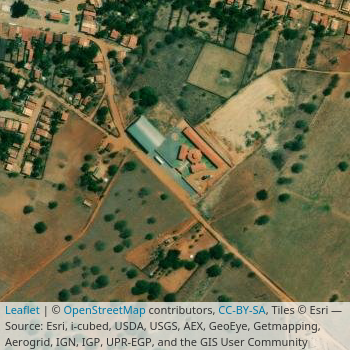 Leaflet | © OpenStreetMap contributors, CC-BY-SA, Tiles © Esri —
Source: Esri, i-cubed, USDA, USGS, AEX, GeoEye, Getmapping,
Aerogrid, IGN, IGP, UPR-EGP, and the GIS User Community